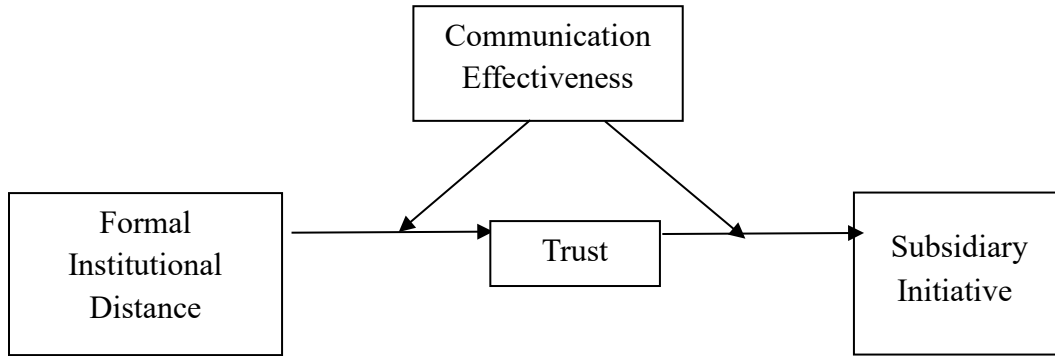 Communication
Effectiveness
Formal
Institutional
Distance
Trust
Subsidiary
Initiative